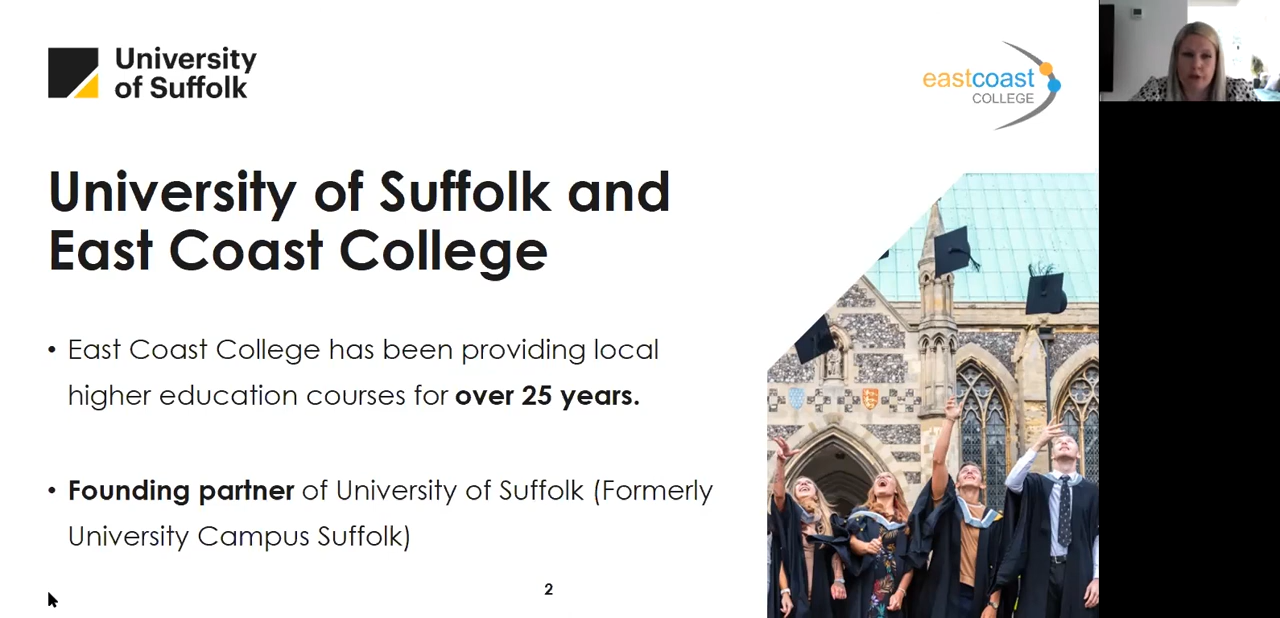 University
of Suffolk
eastcoast
COLLEGE
University of Suffolk and
East Coast College
• East Coast College has been providing local
higher education courses for over 25 years.
• Founding partner of University of Suffolk (Formerly
University Campus Suffolk)
2